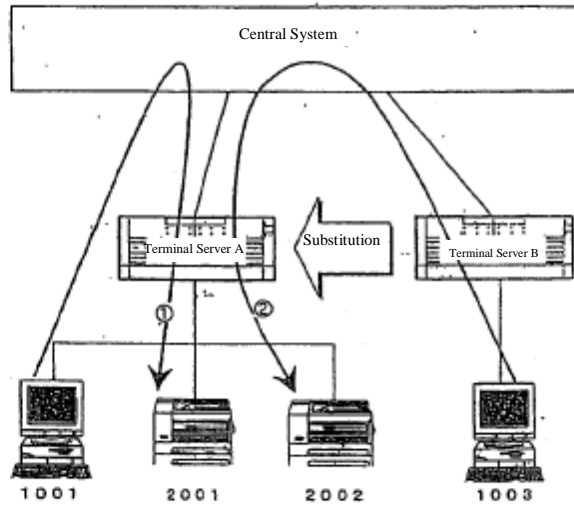 Central System
Terminal Server A
Substitution
Terminal Server B
①
②
1001
2001
2002
1003